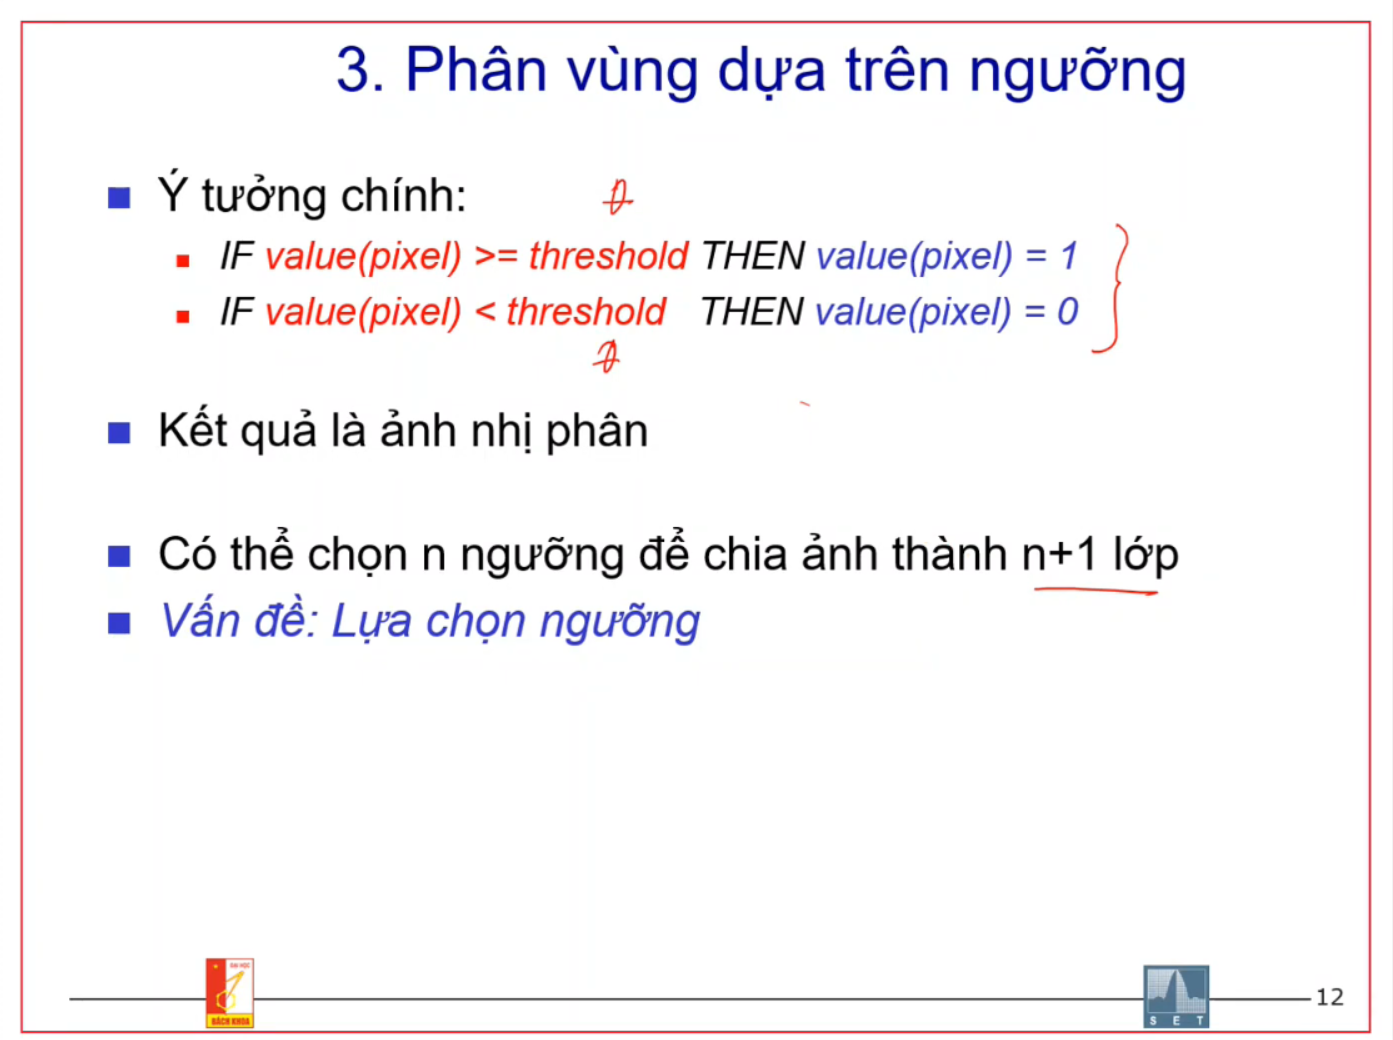 3. Phân vùng dựa trên ngưỡng
Ý tưởng chính:
IF value(pixel) >= threshold THEN value(pixel) = 1
IF value(pixel) < threshold THEN value(pixel) = 0
Kết quả là ảnh nhị phân
Có thể chọn n ngưỡng để chia ảnh thành n+1 lớp
Vấn đề: Lựa chọn ngưỡng
ĐẠI HỌC
BÁCH KHOA
S E T
12